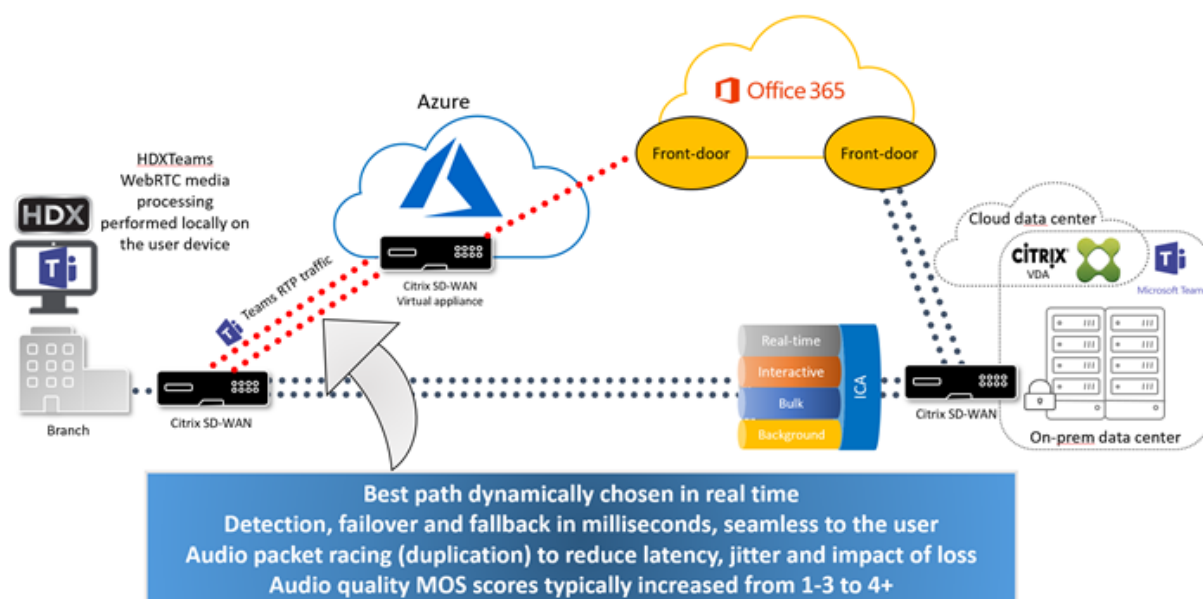 Office 365
Azure
Front-door
Front-door
HDXTeams
WebRTC media
processing
performed locally on
the user device
HDX
Cloud data center
CITRIX
VDA
Microsoft Team
Teams RTP traffic
Citrix SD-WAN
Virtual appliance
Real-time
Interactive
Bulk
Background
ICA
Branch
Citrix SD-WAN
Citrix SD-WAN
On-prem data center
Best path dynamically chosen in real time
Detection, failover and fallback in milliseconds, seamless to the user
Audio packet racing (duplication) to reduce latency, jitter and impact of loss
Audio quality MOS scores typically increased from 1-3 to 4+